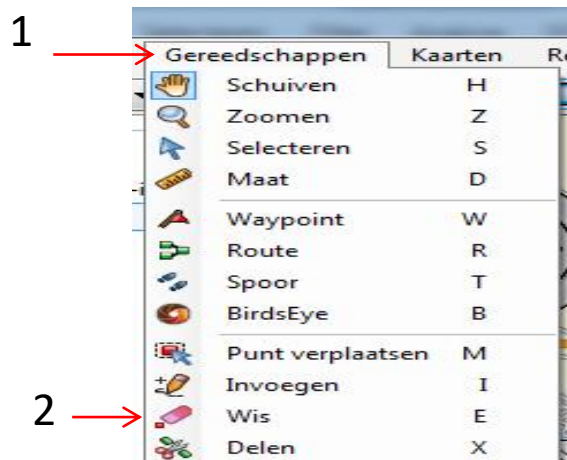 1
Gereedschappen Kaarten
Schuiven H
Zoomen Z
Selecteren S
Maat D
Waypoint W
Route R
Spoor T
BirdsEye B
Punt verplaatsen M
Invoegen I
2 Wis E
Delen X